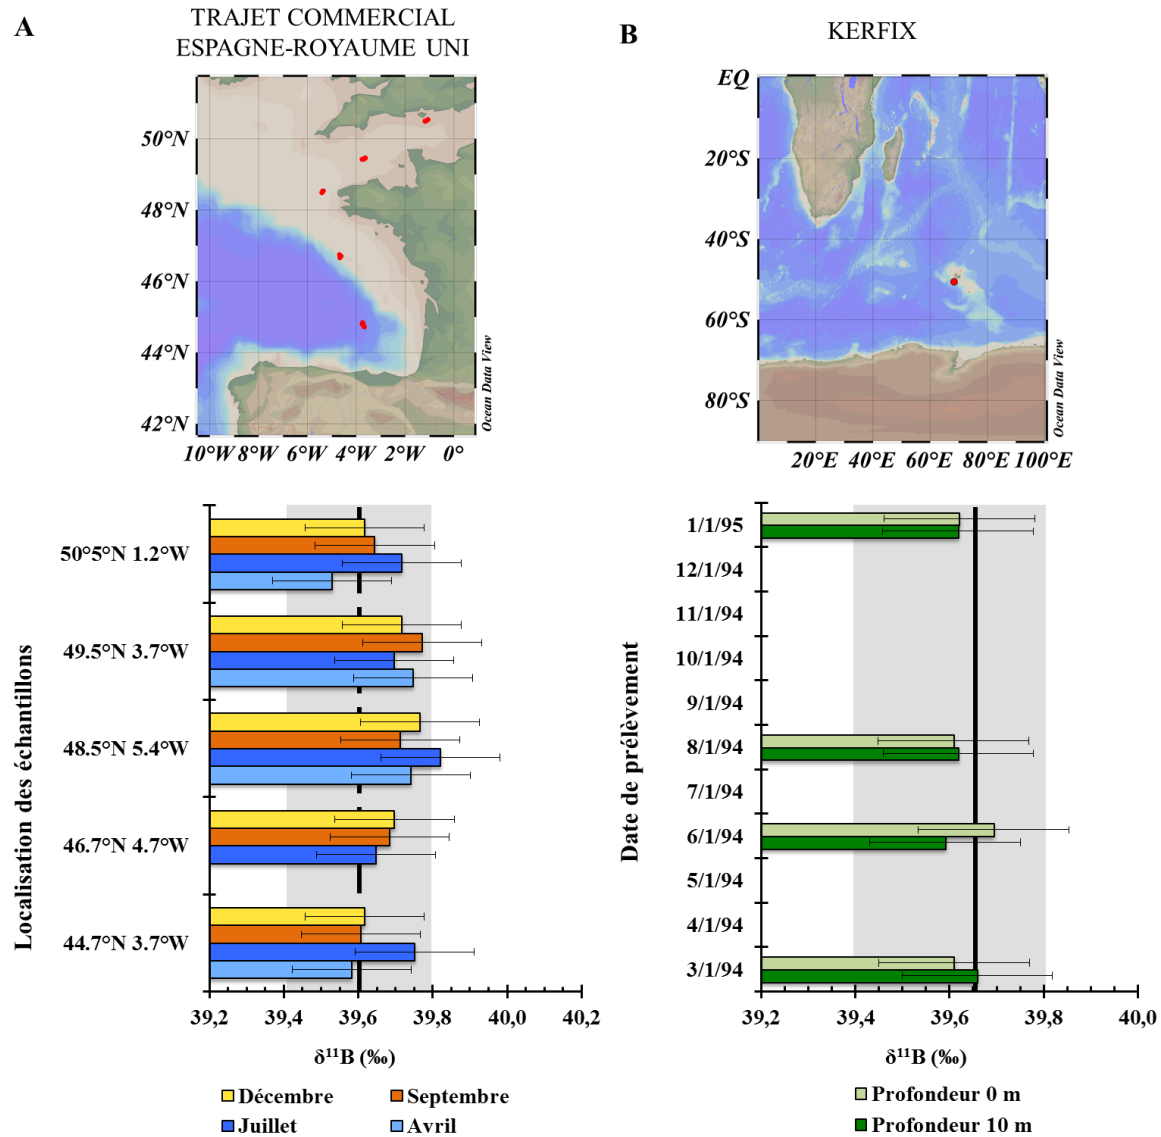 A
TRAJET COMMERCIAL
ESPAGNE-ROYAUME UNI
50°N
48°N
46°N
44°N
42°N
10°W 8°W 6°W 4°W 2°W 0°
Ocean Data View
Localisation des échantillons
50°5°N 1.2°W
49.5°N 3.7°W
48.5°N 5.4°W
46.7°N 4.7°W
44.7°N 3.7°W
39,2 39,4 39,6 39,8 40,0 40,2
δ¹¹B (‰)
Décembre Septembre
Juillet Avril
B
KERFIX
EQ
20°S
40°S
60°S
80°S
20°E 40°E 60°E 80°E 100°E
Ocean Data View
Date de prélèvement
1/1/95
12/1/94
11/1/94
10/1/94
9/1/94
8/1/94
7/1/94
6/1/94
5/1/94
4/1/94
3/1/94
39,2 39,4 39,6 39,8 40,0
δ¹¹B (‰)
Profondeur 0 m
Profondeur 10 m